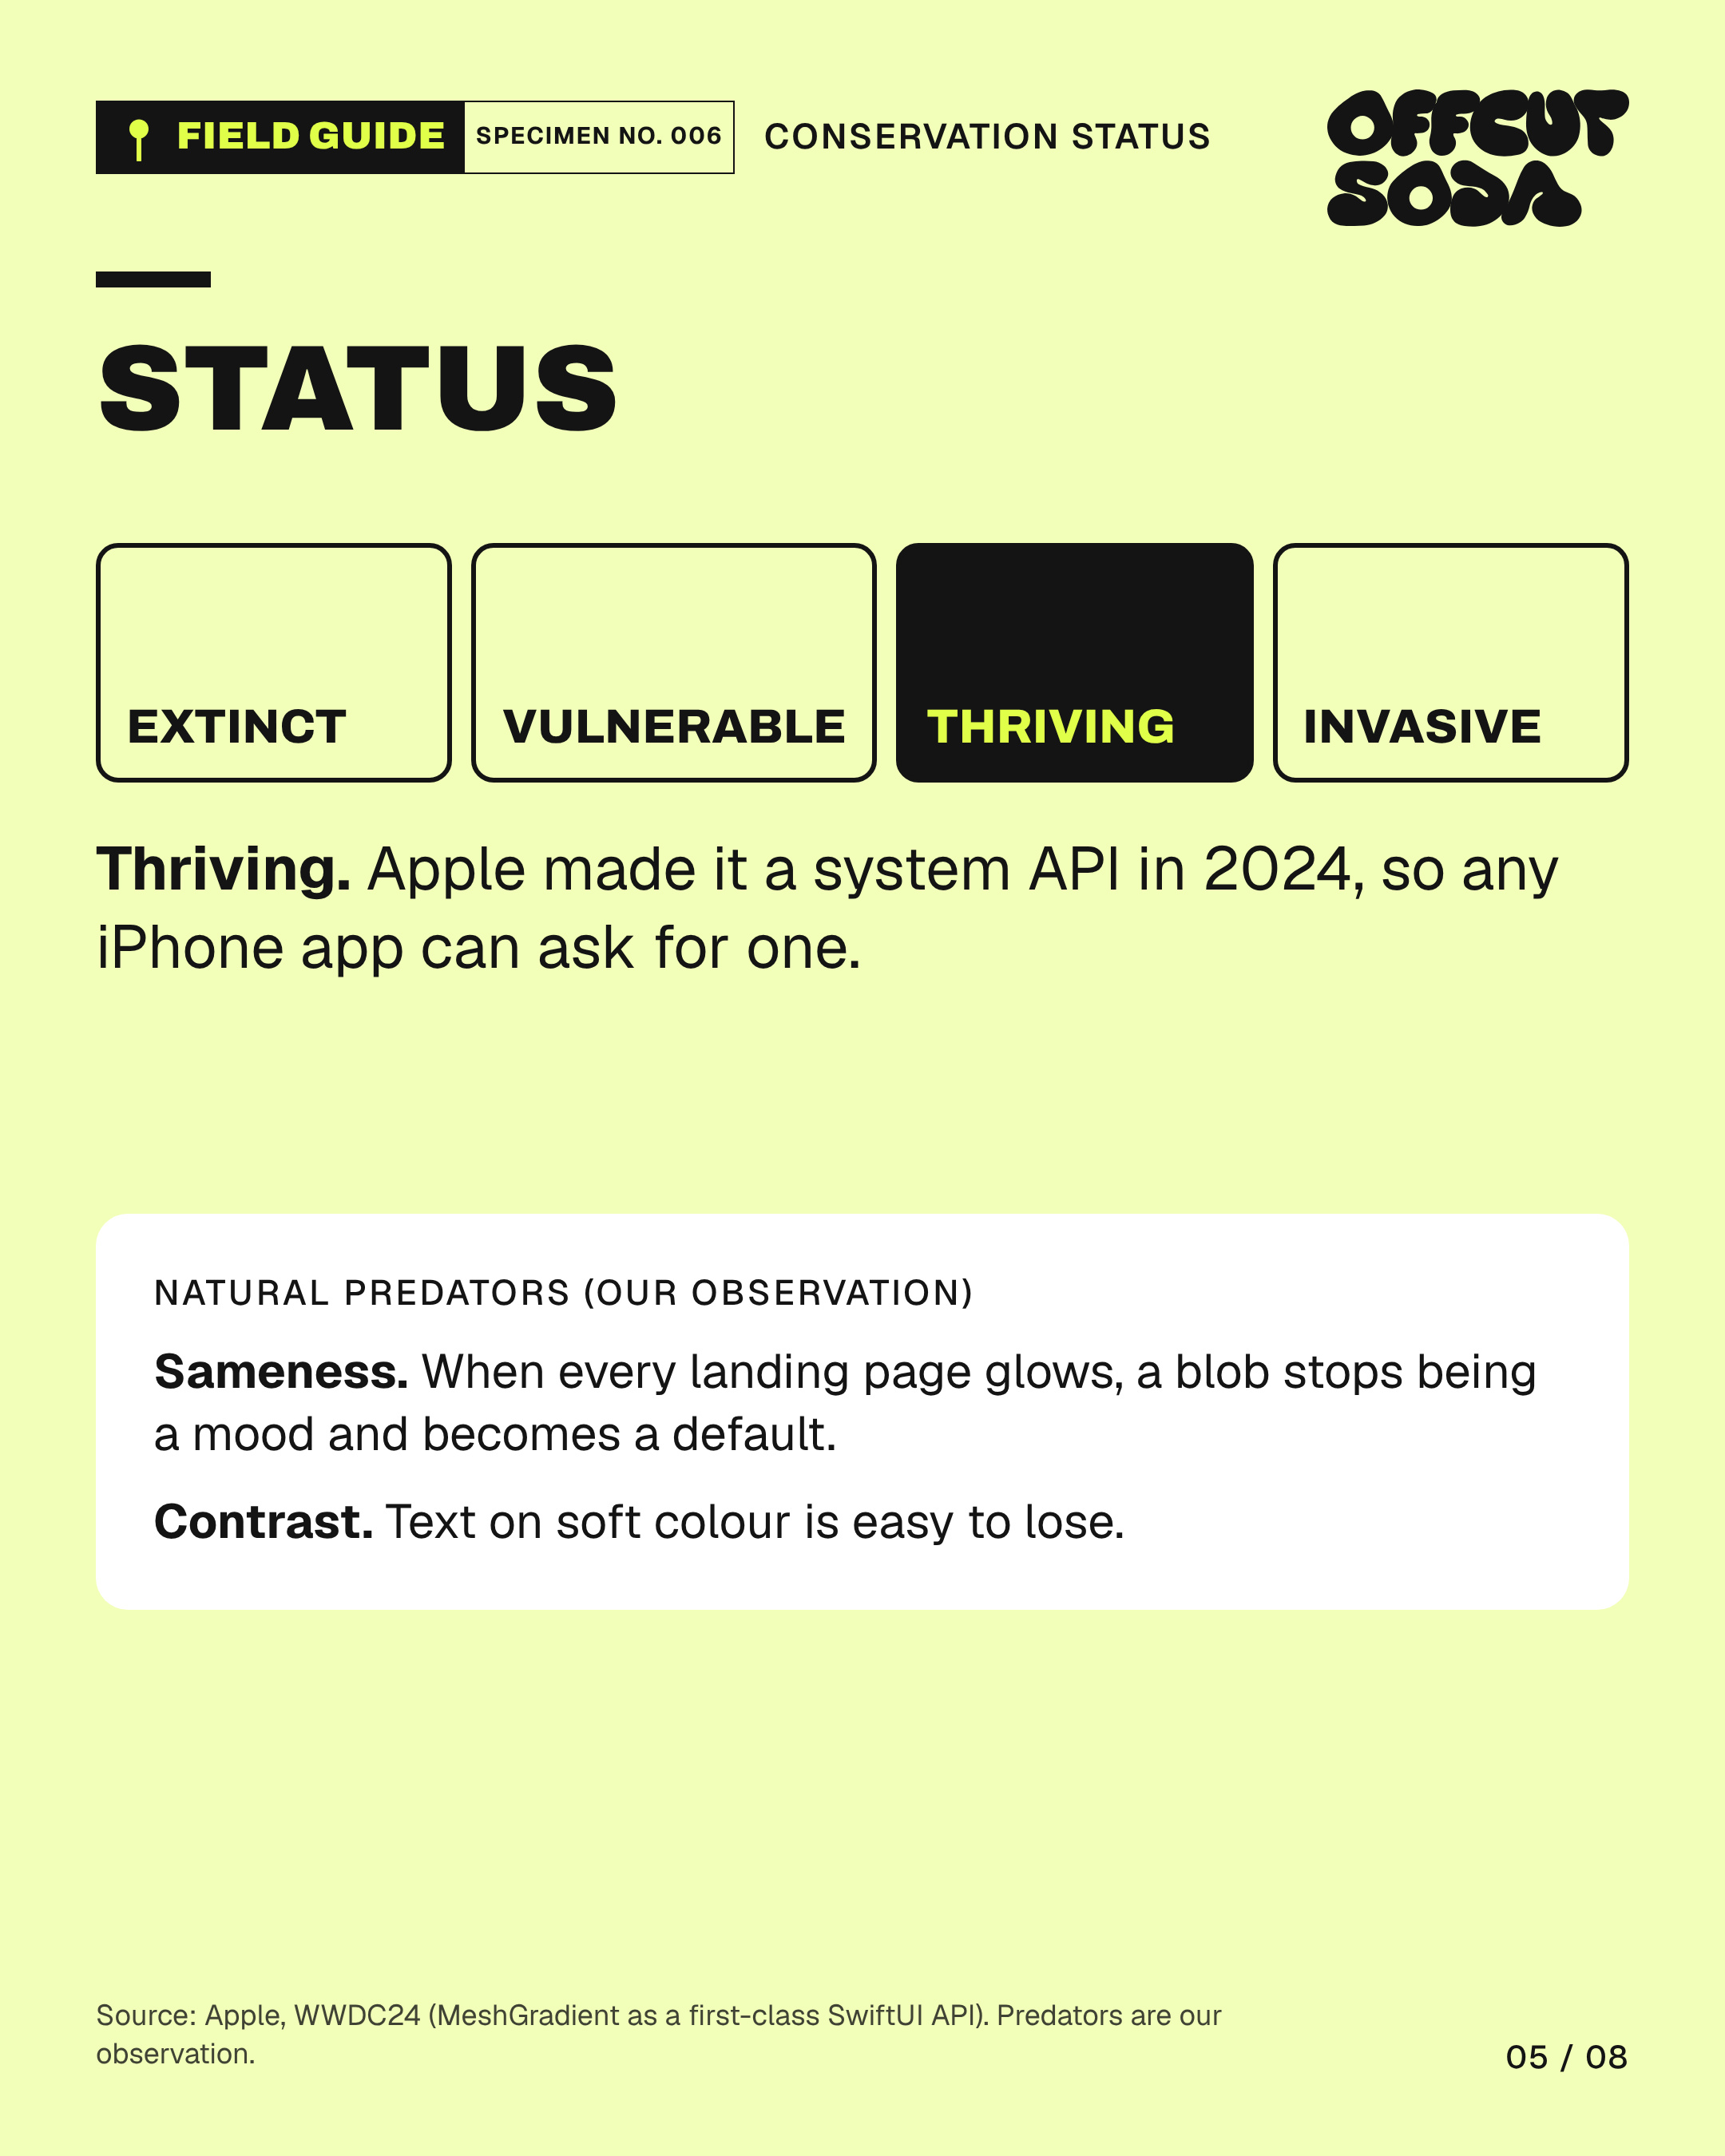 FIELD GUIDE SPECIMEN NO. 006 CONSERVATION STATUS
OFFCUT
SODA
STATUS
EXTINCT
VULNERABLE
THRIVING
INVASIVE
Thriving. Apple made it a system API in 2024, so any
iPhone app can ask for one.
NATURAL PREDATORS (OUR OBSERVATION)
Sameness. When every landing page glows, a blob stops being
a mood and becomes a default.
Contrast. Text on soft colour is easy to lose.
Source: Apple, WWDC24 (MeshGradient as a first-class SwiftUI API). Predators are our
observation.
05 / 08